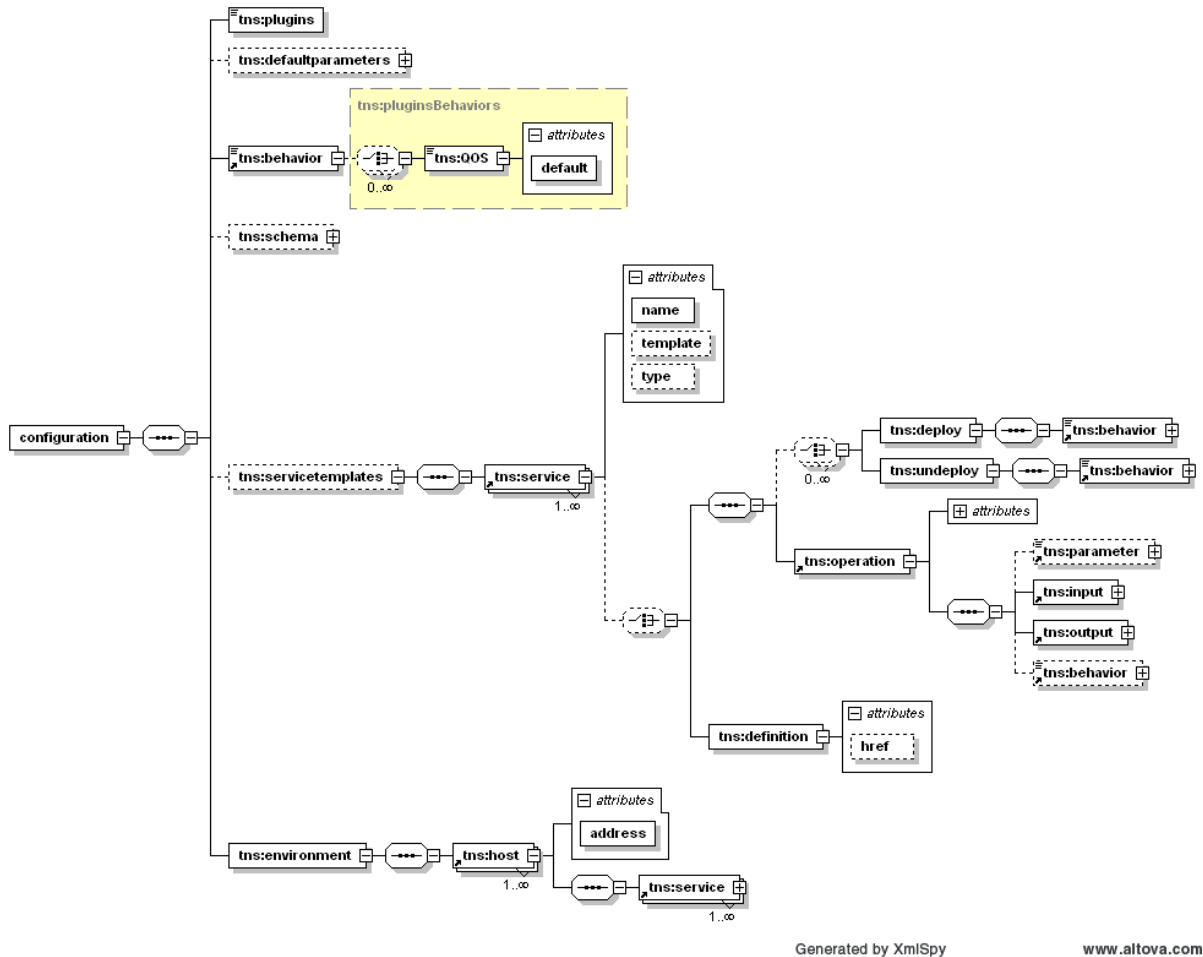 tns:plugins
tns:defaultparameters
tns:pluginsBehaviors
attributes
tns:behavior
tns:QOS
default
0..∞
tns:schema
attributes
name
template
type
configuration
tns:servicetemplates
tns:service
1..∞
tns:deploy
tns:behavior
tns:undeploy
tns:behavior
0..∞
attributes
tns:operation
tns:parameter
tns:input
tns:output
tns:behavior
tns:definition
attributes
href
attributes
address
tns:environment
tns:host
1..∞
tns:service
1..∞
Generated by XmlSpy
www.altova.com